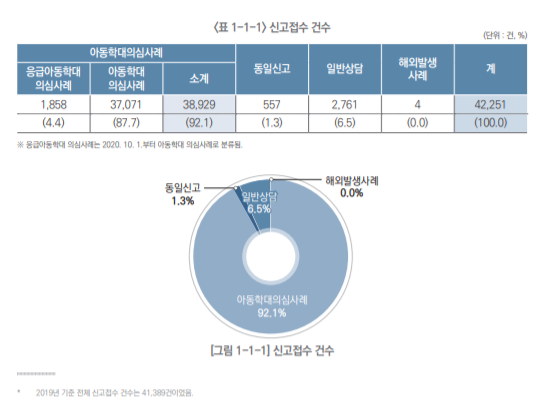 〈표 1-1-1〉 신고접수 건수
(단위 : 건, %)
아동학대의심사례 동일신고 일반상담 해외발생 사례 계
응급아동학대 의심사례 아동학대 의심사례 소계
1,858 37,071 38,929 557 2,761 4 42,251
(4.4) (87.7) (92.1) (1.3) (6.5) (0.0) (100.0)
※ 응급아동학대 의심사례는 2020. 10. 1.부터 아동학대 의심사례로 분류됨.
동일신고
1.3%
일반상담
6.5%
해외발생사례
0.0%
아동학대의심사례
92.1%
[그림 1-1-1] 신고접수 건수
* 2019년 기준 전체 신고접수 건수는 41,389건이었음.